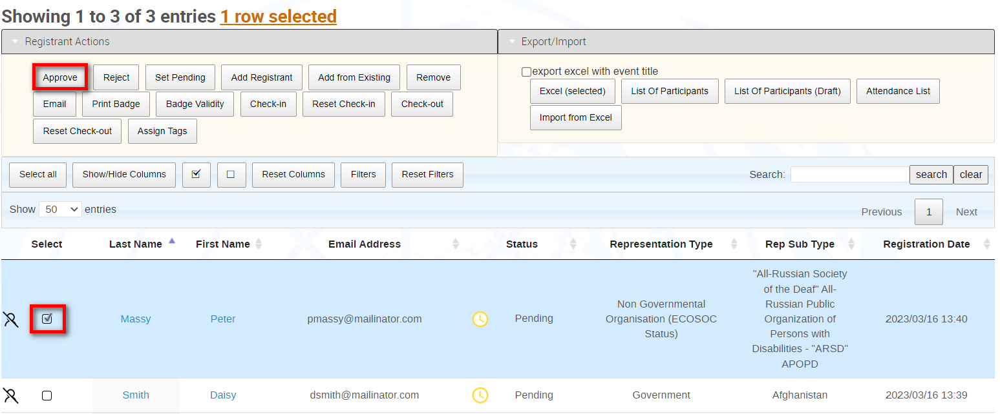 Showing 1 to 3 of 3 entries 1 row selected
Registrant Actions
Export/Import
Approve Reject Set Pending Add Registrant Add from Existing Remove
Email Print Badge Badge Validity Check-in Reset Check-in Check-out
Reset Check-out Assign Tags
export excel with event title
Excel (selected) List Of Participants List Of Participants (Draft) Attendance List
Import from Excel
Select all Show/Hide Columns Reset Columns Filters Reset Filters Search: search clear
Show 50 entries Previous 1 Next
Select Last Name First Name Email Address Status Representation Type Rep Sub Type Registration Date
Massy Peter pmassy@mailinator.com Pending
Non Governmental
Organisation (ECOSOC
Status)
"All-Russian Society
of the Deaf" All-
Russian Public
Organization of
Persons with
Disabilities - "ARSD"
APOPD
2023/03/16 13:40
Smith Daisy dsmith@mailinator.com Pending Government Afghanistan 2023/03/16 13:39